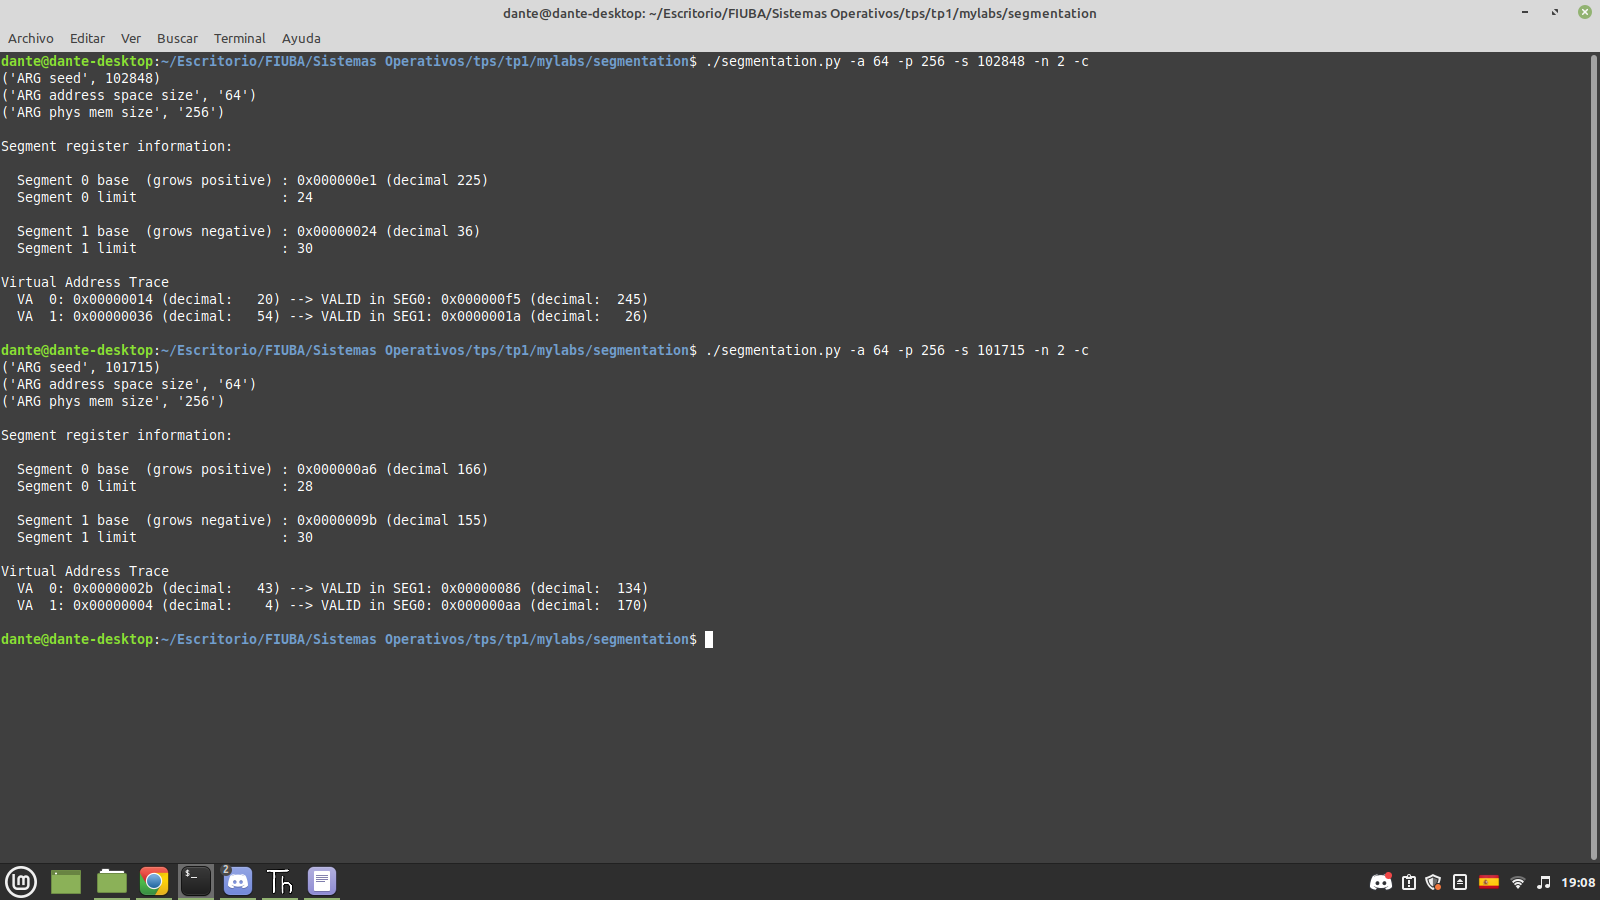 dante@dante-desktop: ~/Escritorio/FIUBA/Sistemas Operativos/tps/tp1/mylabs/segmentation
Archivo Editar Ver Buscar Terminal Ayuda
dante@dante-desktop:~/Escritorio/FIUBA/Sistemas Operativos/tps/tp1/mylabs/segmentation$ ./segmentation.py -a 64 -p 256 -s 102848 -n 2 -c
('ARG seed', 102848)
('ARG address space size', '64')
('ARG phys mem size', '256')
Segment register information:
Segment 0 base  (grows positive) : 0x000000e1 (decimal 225)
Segment 0 limit                  : 24
Segment 1 base  (grows negative) : 0x00000024 (decimal 36)
Segment 1 limit                  : 30
Virtual Address Trace
VA  0: 0x00000014 (decimal:   20) --> VALID in SEG0: 0x000000f5 (decimal:  245)
VA  1: 0x00000036 (decimal:   54) --> VALID in SEG1: 0x0000001a (decimal:   26)
dante@dante-desktop:~/Escritorio/FIUBA/Sistemas Operativos/tps/tp1/mylabs/segmentation$ ./segmentation.py -a 64 -p 256 -s 101715 -n 2 -c
('ARG seed', 101715)
('ARG address space size', '64')
('ARG phys mem size', '256')
Segment register information:
Segment 0 base  (grows positive) : 0x000000a6 (decimal 166)
Segment 0 limit                  : 28
Segment 1 base  (grows negative) : 0x0000009b (decimal 155)
Segment 1 limit                  : 30
Virtual Address Trace
VA  0: 0x0000002b (decimal:   43) --> VALID in SEG1: 0x00000086 (decimal:  134)
VA  1: 0x00000004 (decimal:    4) --> VALID in SEG0: 0x000000aa (decimal:  170)
dante@dante-desktop:~/Escritorio/FIUBA/Sistemas Operativos/tps/tp1/mylabs/segmentation$
$_ 2 Th 19:08